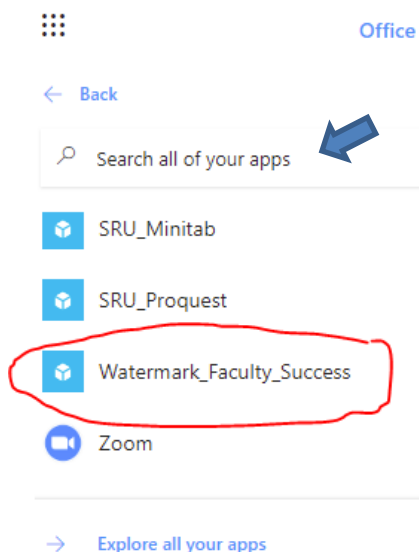 Office
Back
Search all of your apps
SRU_Minitab
SRU_Proquest
Watermark_Faculty_Success
Zoom
Explore all your apps